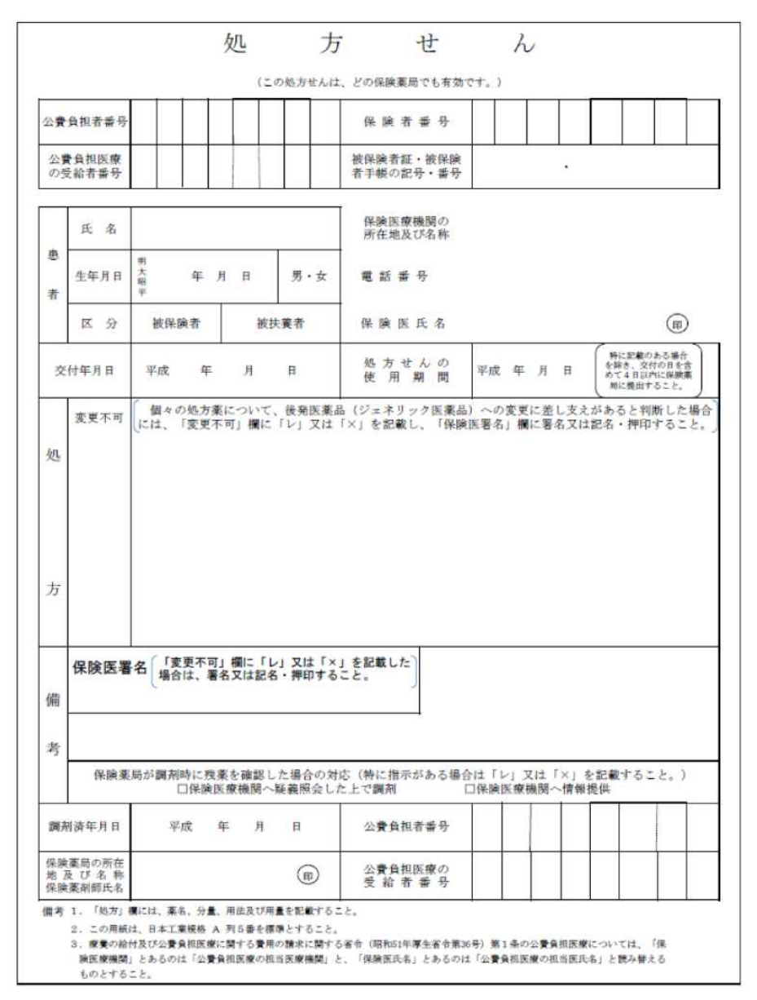 処方せん
(この処方せんは、どの保険薬局でも有効です。)
公費負担者番号
保険者番号
公費負担医療
の受給者番号
被保険者証・被保険
者手帳の記号・番号
・
患者
氏名
保険医療機関の
所在地及び名称
生年月日
明
大
昭
平
年 月 日
男・女
電話番号
区分
被保険者
被扶養者
保険医氏名
印
交付年月日
平成 年 月 日
処方せんの
使用期間
平成 年 月 日
特に記載のある場合
を除き、交付の日を含
めて4日以内に保険薬
局に提出すること。
処方
変更不可
個々の処方薬について、後発医薬品(ジェネリック医薬品)への変更に差し支えがあると判断した場合
には、「変更不可」欄に「レ」又は「×」を記載し、「保険医署名」欄に署名又は記名・押印すること。
備考
保険医署名
「変更不可」欄に「レ」又は「×」を記載した
場合は、署名又は記名・押印すること。
保険薬局が調剤時に残薬を確認した場合の対応(特に指示がある場合は「レ」又は「×」を記載すること。)
□保険医療機関へ疑義照会した上で調剤 □保険医療機関へ情報提供
調剤済年月日
平成 年 月 日
公費負担者番号
保険薬局の所在
地及び名称
保険薬剤師氏名
印
公費負担医療の
受給者番号
備考 1.「処方」欄には、薬名、分量、用法及び用量を記載すること。
2.この用紙は、日本工業規格 A 列5番を標準とすること。
3.療養の給付及び公費負担医療に関する費用の請求に関する省令(昭和51年厚生省令第36号)第1条の公費負担医療については、「保
険医療機関」とあるのは「公費負担医療の担当医療機関」と、「保険医氏名」とあるのは「公費負担医療の担当医氏名」と読み替える
ものとすること。